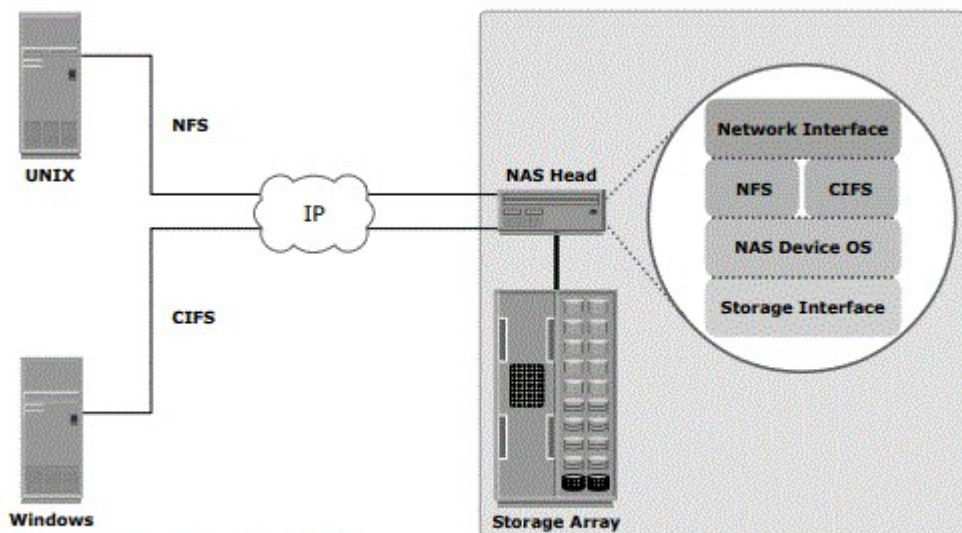 UNIX
NFS
IP
CIFS
Windows
NAS Head
Storage Array
Network Interface
NFS CIFS
NAS Device OS
Storage Interface